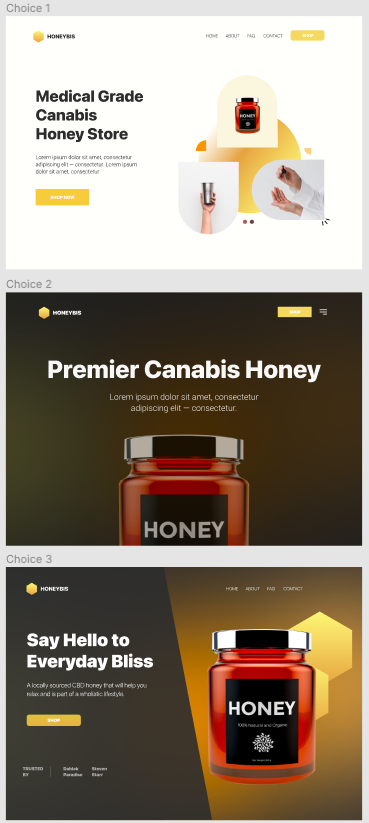 Choice 1
HONEYBIS
HOME ABOUT FAQ CONTACT SHOP
Medical Grade
Canabis
Honey Store
Lorem ipsum dolor sit amet, consectetur
adipiscing elit — consectetur. Lorem ipsum
dolor sit amet, consectetur
SHOP NOW
HONEY
Choice 2
HONEYBIS
SHOP
Premier Canabis Honey
Lorem ipsum dolor sit amet, consectetur
adipiscing elit — consectetur.
HONEY
Choice 3
HONEYBIS
HOME ABOUT FAQ CONTACT
Say Hello to
Everyday Bliss
A locally sourced CBD honey that will help you
relax and is part of a wholistic lifestyle.
SHOP
HONEY
100% Natural and Organic
TRUSTED
BY
Dublek
Paradise
Steven